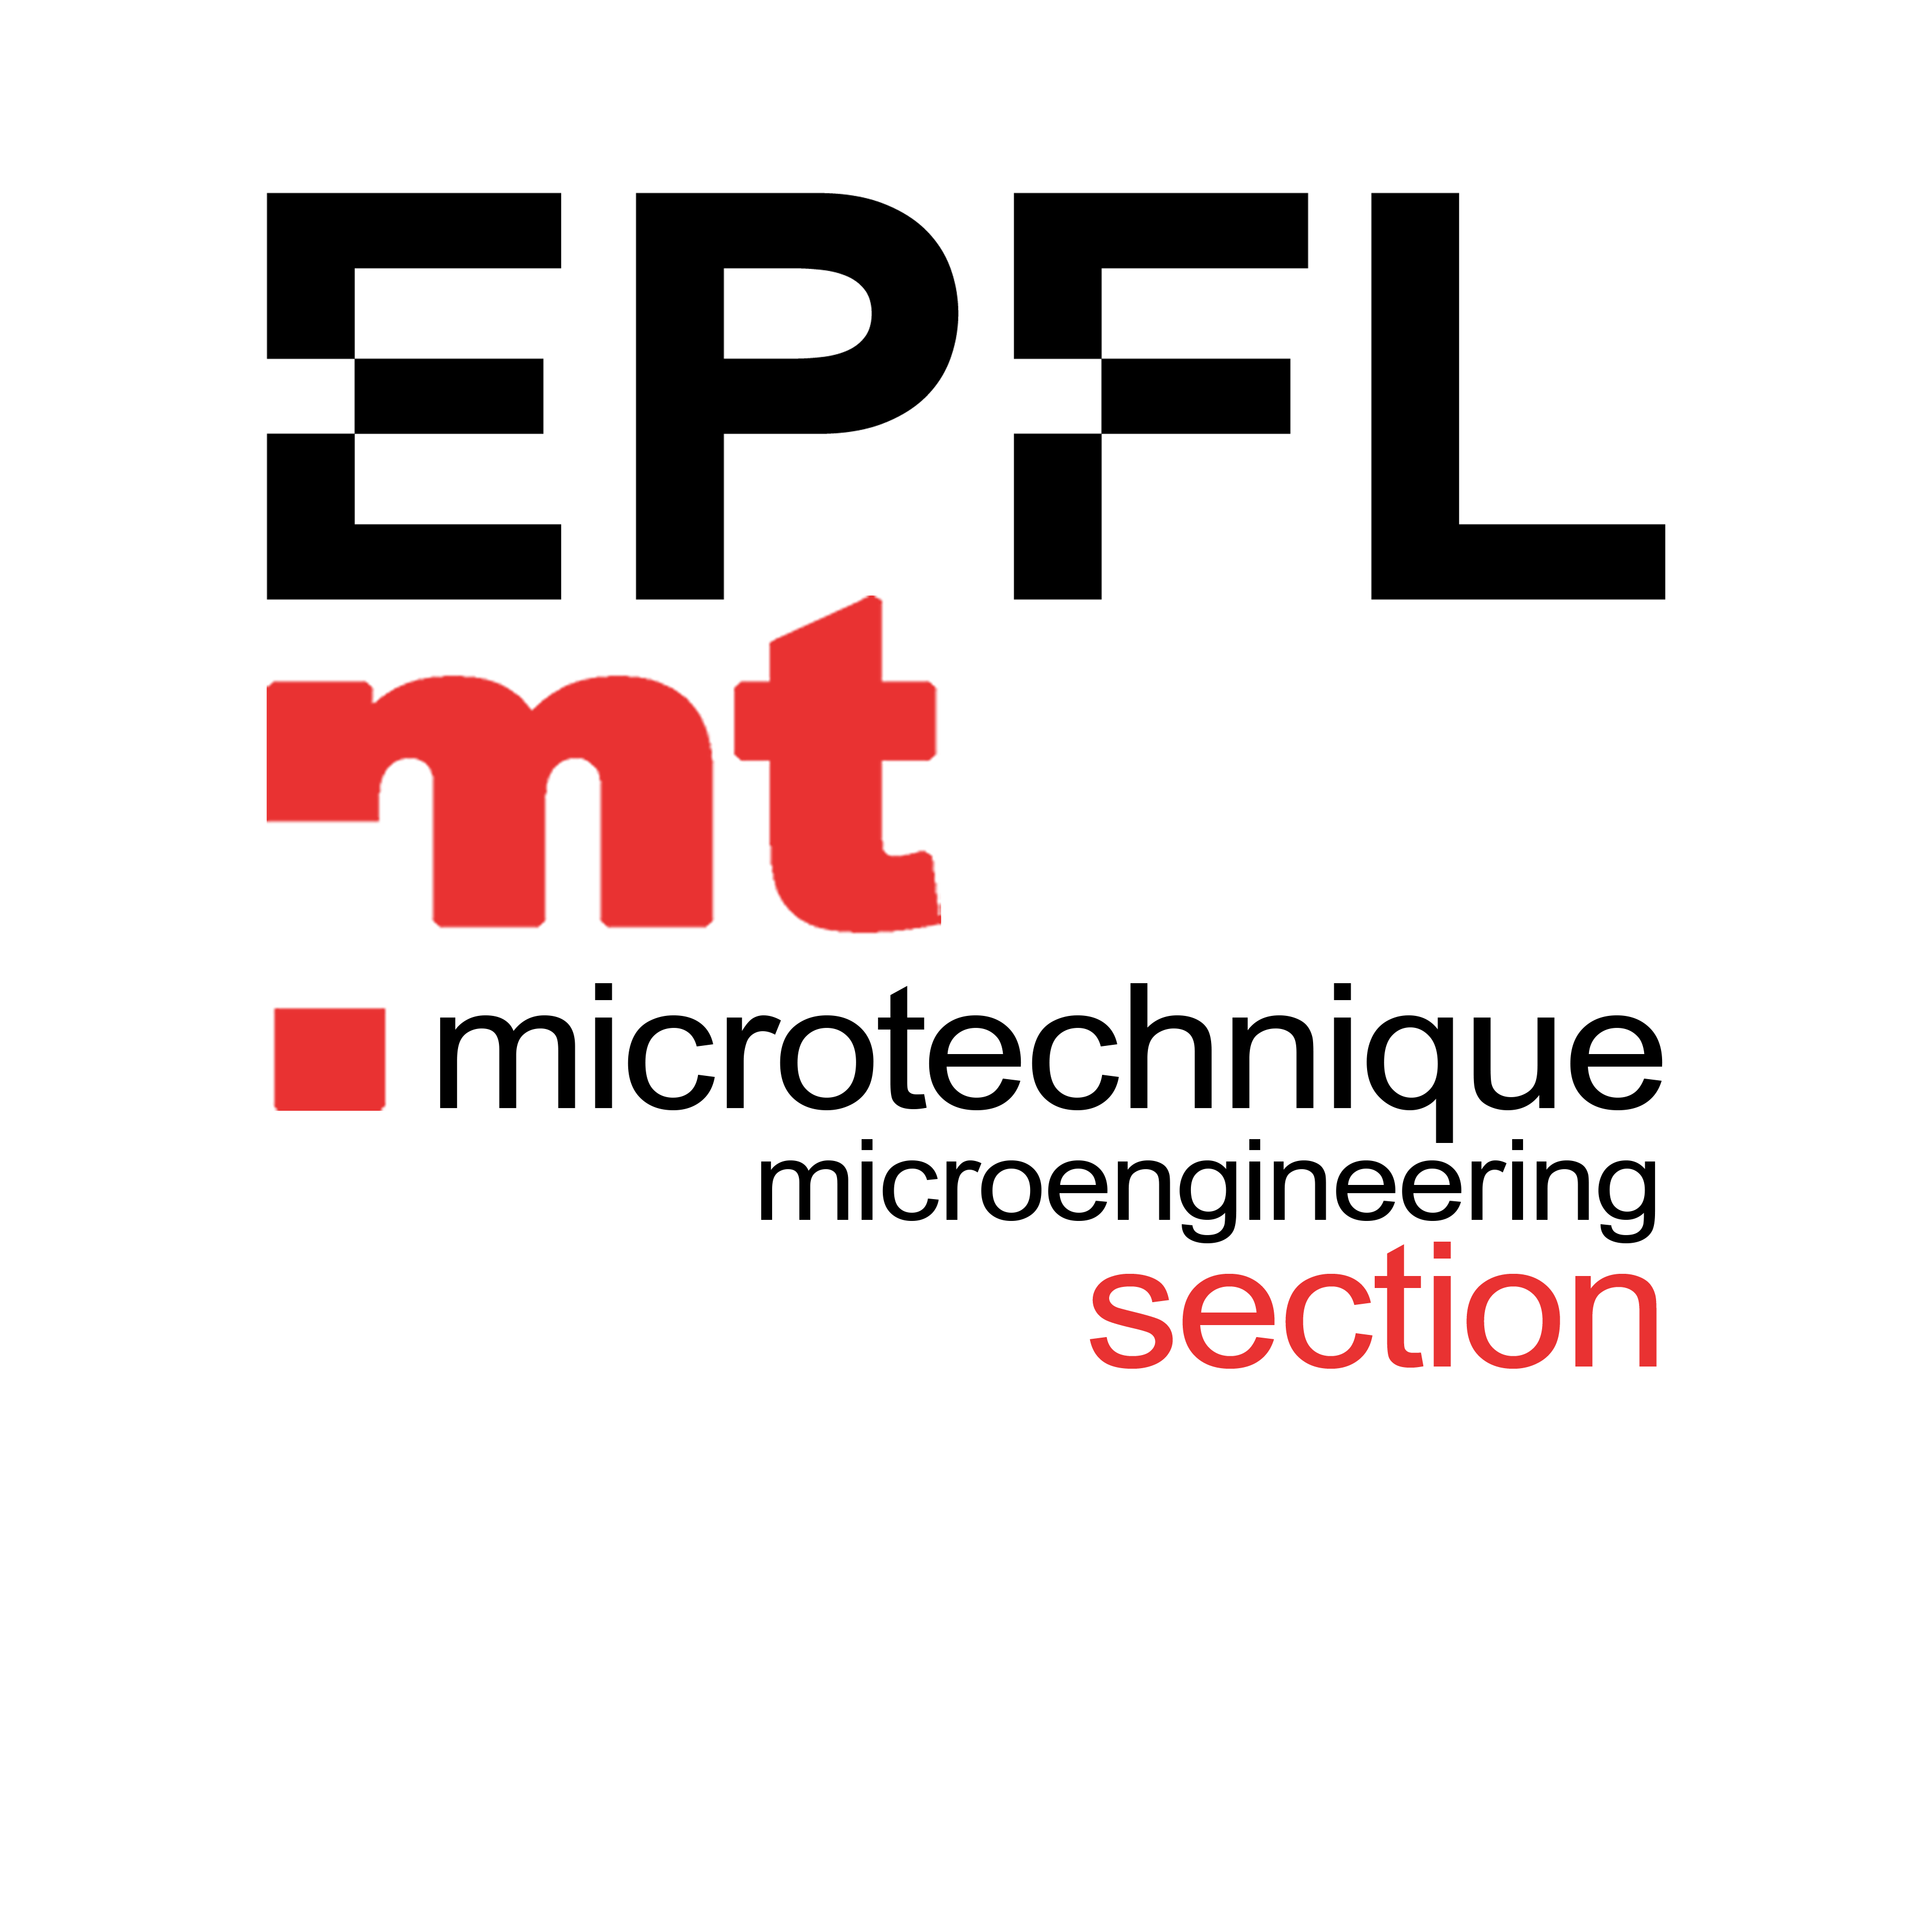 EPFL
mt
microtechnique
microengineering
section